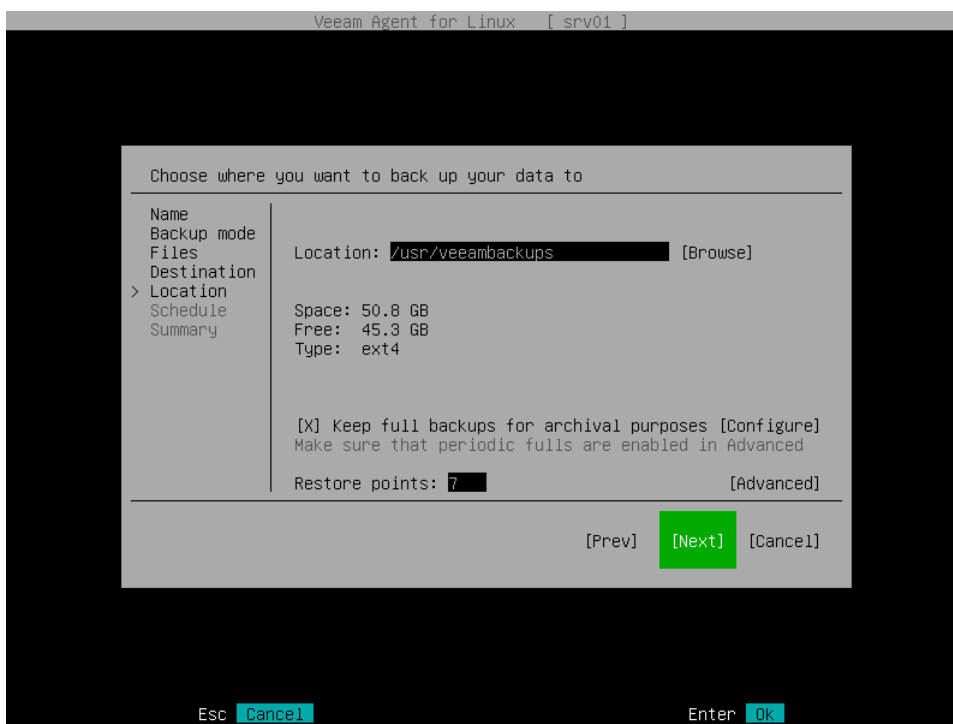 Veeam Agent for Linux [ srv01 ]
Choose where you want to back up your data to
Name
Backup mode
Files
Destination
> Location
Schedule
Summary
Location: /usr/veeambackups [Browse]
Space: 50.8 GB
Free: 45.3 GB
Type: ext4
[X] Keep full backups for archival purposes [Configure]
Make sure that periodic fulls are enabled in Advanced
Restore points: 7 [Advanced]
[Prev] [Next] [Cancel]
Esc Cancel Enter Ok